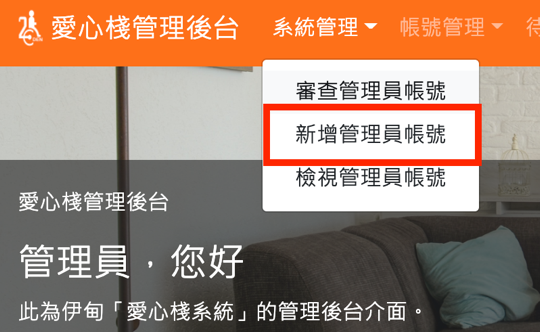 愛心棧管理後台 系統管理 帳號管理
審查管理員帳號
新增管理員帳號
檢視管理員帳號
愛心棧管理後台
管理員，您好
此為伊甸「愛心棧系統」的管理後台介面。